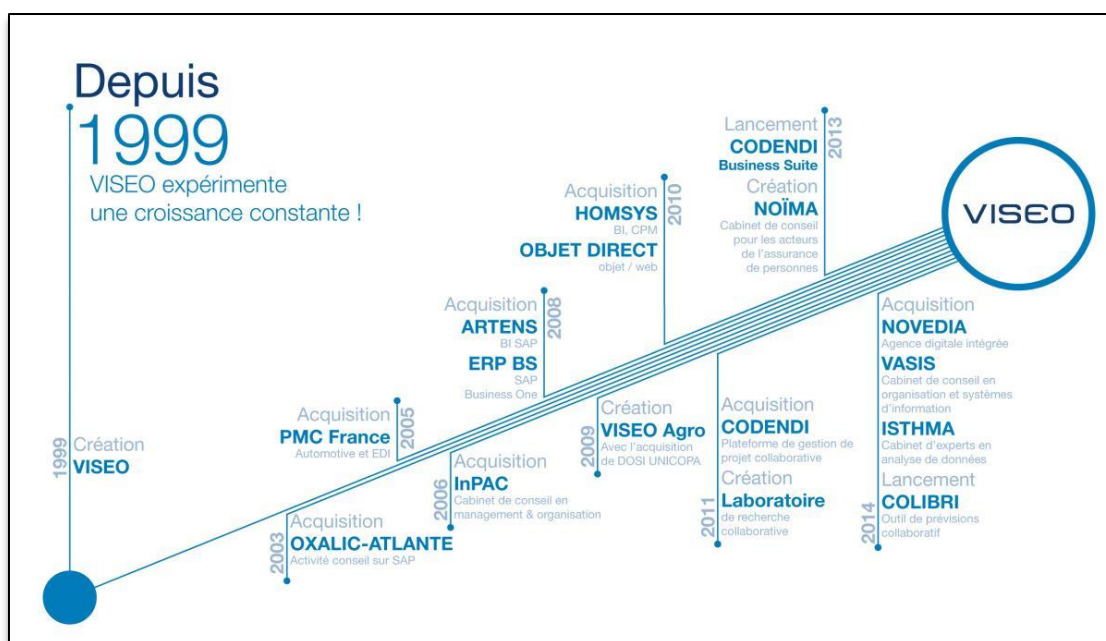 Depuis
1999
VISEO expérimente
une croissance constante !
1999
Création
VISEO
2003
Acquisition
OXALIC-ATLANTE
Activité conseil sur SAP
2005
Acquisition
PMC France
Automotive et EDI
2006
Acquisition
InPAC
Cabinet de conseil en
management & organisation
2008
Acquisition
ARTENS
BI SAP
ERP BS
SAP
Business One
2009
Création
VISEO Agro
Avec l'acquisition
de DOSI UNICOPA
2010
Acquisition
HOMSYS
BI, CPM
OBJET DIRECT
objet / web
2011
Acquisition
CODENDI
Plateforme de gestion de
projet collaborative
Création
Laboratoire
de recherche
collaborative
2013
Lancement
CODENDI
Business Suite
Création
NOÏMA
Cabinet de conseil
pour les acteurs
de l'assurance
de personnes
2014
Acquisition
NOVEDIA
Agence digitale intégrée
VASIS
Cabinet de conseil en
organisation et systèmes
d'information
ISTHMA
Cabinet d'experts en
analyse de données
Lancement
COLIBRI
Outil de prévisions
collaboratif
VISEO